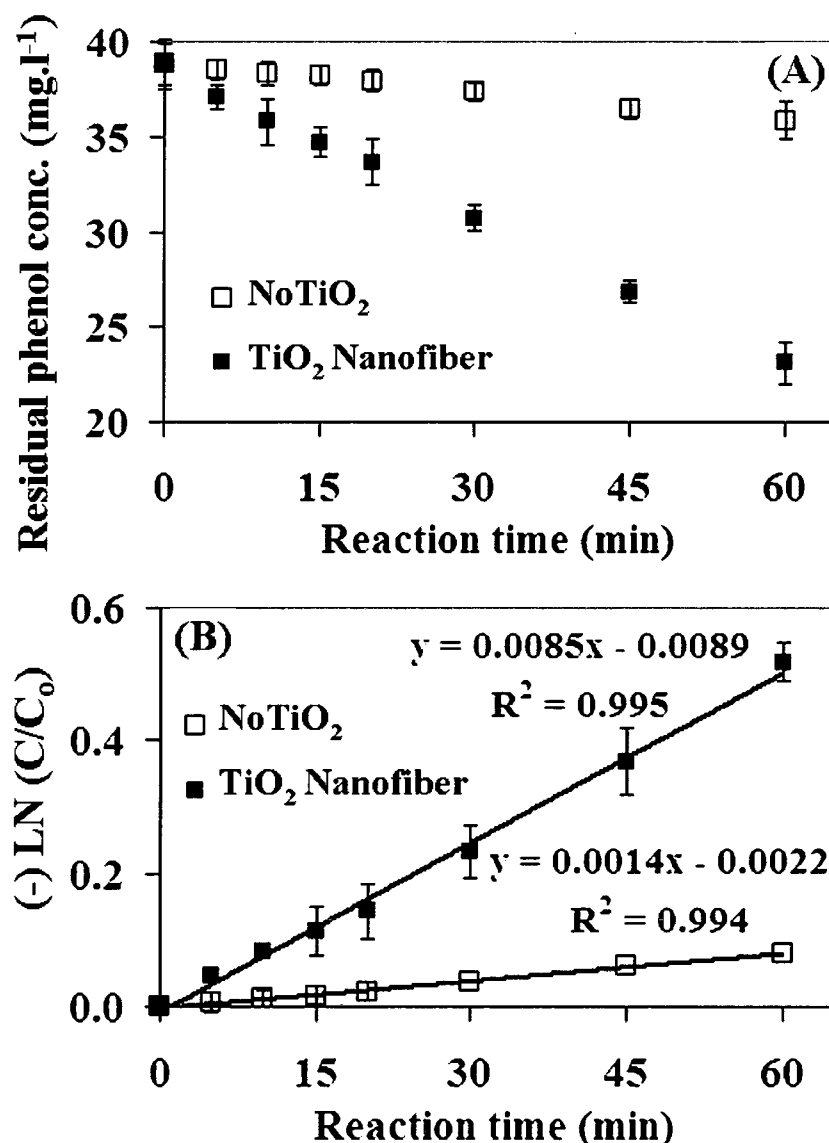 Residual phenol conc. (mg.l⁻¹)
40
35
30
25
20
(A)
NoTiO₂
TiO₂ Nanofiber
0 15 30 45 60
Reaction time (min)
(-) LN (C/Cₒ)
0.6
0.4
0.2
0.0
(B)
y = 0.0085x - 0.0089
R² = 0.995
NoTiO₂
TiO₂ Nanofiber
y = 0.0014x - 0.0022
R² = 0.994
0 15 30 45 60
Reaction time (min)